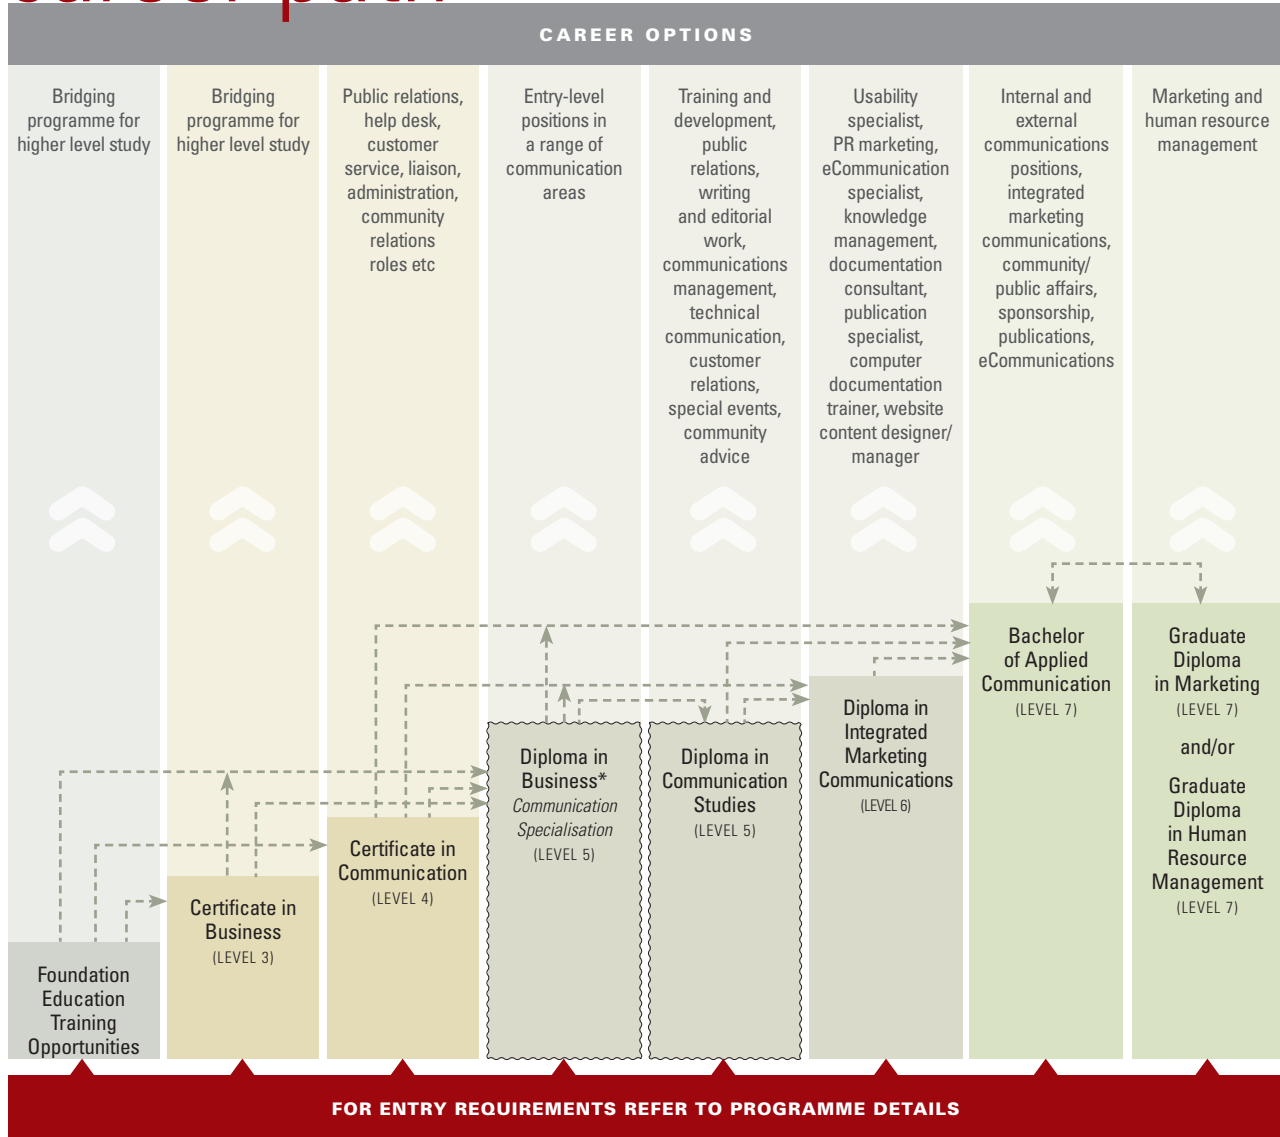 career path
CAREER OPTIONS
Bridging
programme for
higher level study
Bridging
programme for
higher level study
Public relations,
help desk,
customer
service, liaison,
administration,
community
relations
roles etc
Entry-level
positions in
a range of
communication
areas
Training and
development,
public
relations,
writing
and editorial
work,
communications
management,
technical
communication,
customer
relations,
special events,
community
advice
Usability
specialist,
PR marketing,
eCommunication
specialist,
knowledge
management,
documentation
consultant,
publication
specialist,
computer
documentation
trainer, website
content designer/
manager
Internal and
external
communications
positions,
integrated
marketing
communications,
community/
public affairs,
sponsorship,
publications,
eCommunications
Marketing and
human resource
management
Foundation
Education
Training
Opportunities
Certificate in
Business
(LEVEL 3)
Certificate in
Communication
(LEVEL 4)
Diploma in
Business*
Communication
Specialisation
(LEVEL 5)
Diploma in
Communication
Studies
(LEVEL 5)
Diploma in
Integrated
Marketing
Communications
(LEVEL 6)
Bachelor
of Applied
Communication
(LEVEL 7)
Graduate
Diploma
in Marketing
(LEVEL 7)
and/or
Graduate
Diploma
in Human
Resource
Management
(LEVEL 7)
FOR ENTRY REQUIREMENTS REFER TO PROGRAMME DETAILS